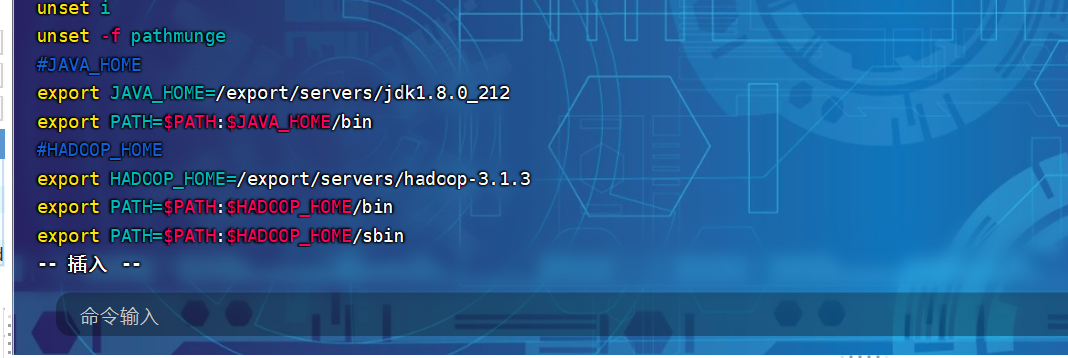 unset i
unset -f pathmunge
#JAVA_HOME
export JAVA_HOME=/export/servers/jdk1.8.0_212
export PATH=$PATH:$JAVA_HOME/bin
#HADOOP_HOME
export HADOOP_HOME=/export/servers/hadoop-3.1.3
export PATH=$PATH:$HADOOP_HOME/bin
export PATH=$PATH:$HADOOP_HOME/sbin
-- 插入 --
命令输入